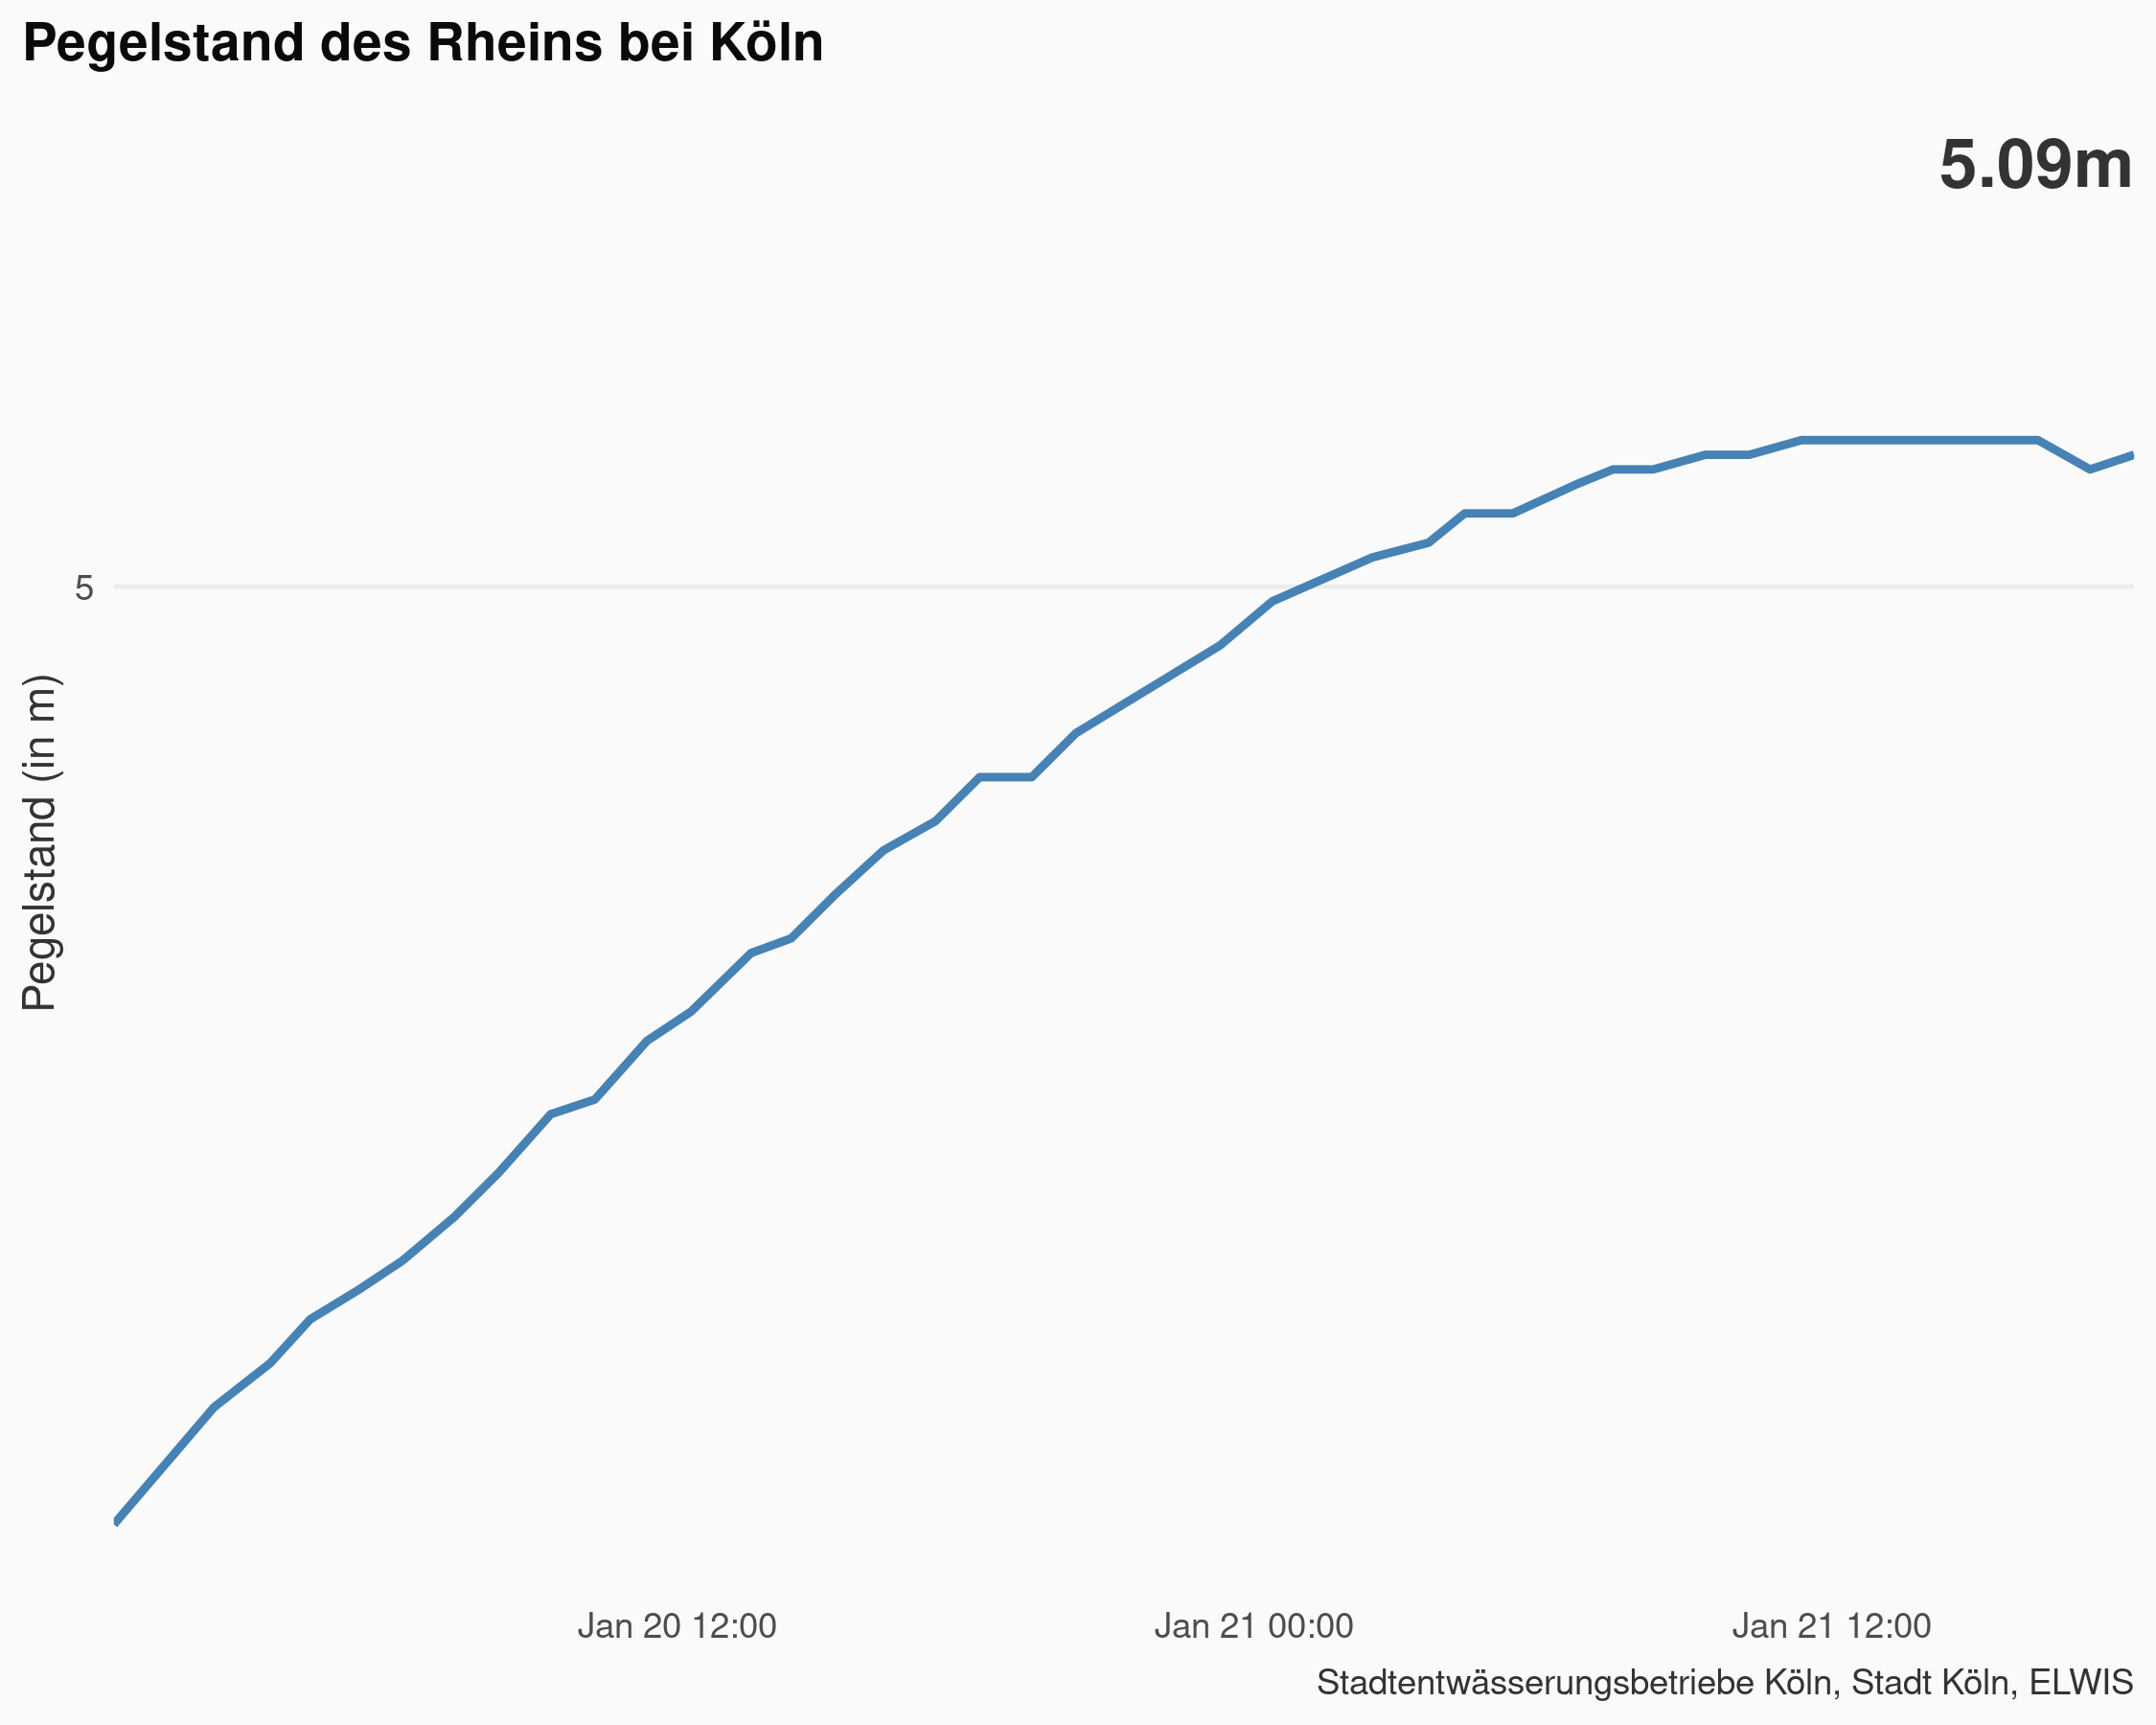 Pegelstand des Rheins bei Köln
5.09m
5
Pegelstand (in m)
Jan 20 12:00
Jan 21 00:00
Jan 21 12:00
Stadtentwässerungsbetriebe Köln, Stadt Köln, ELWIS